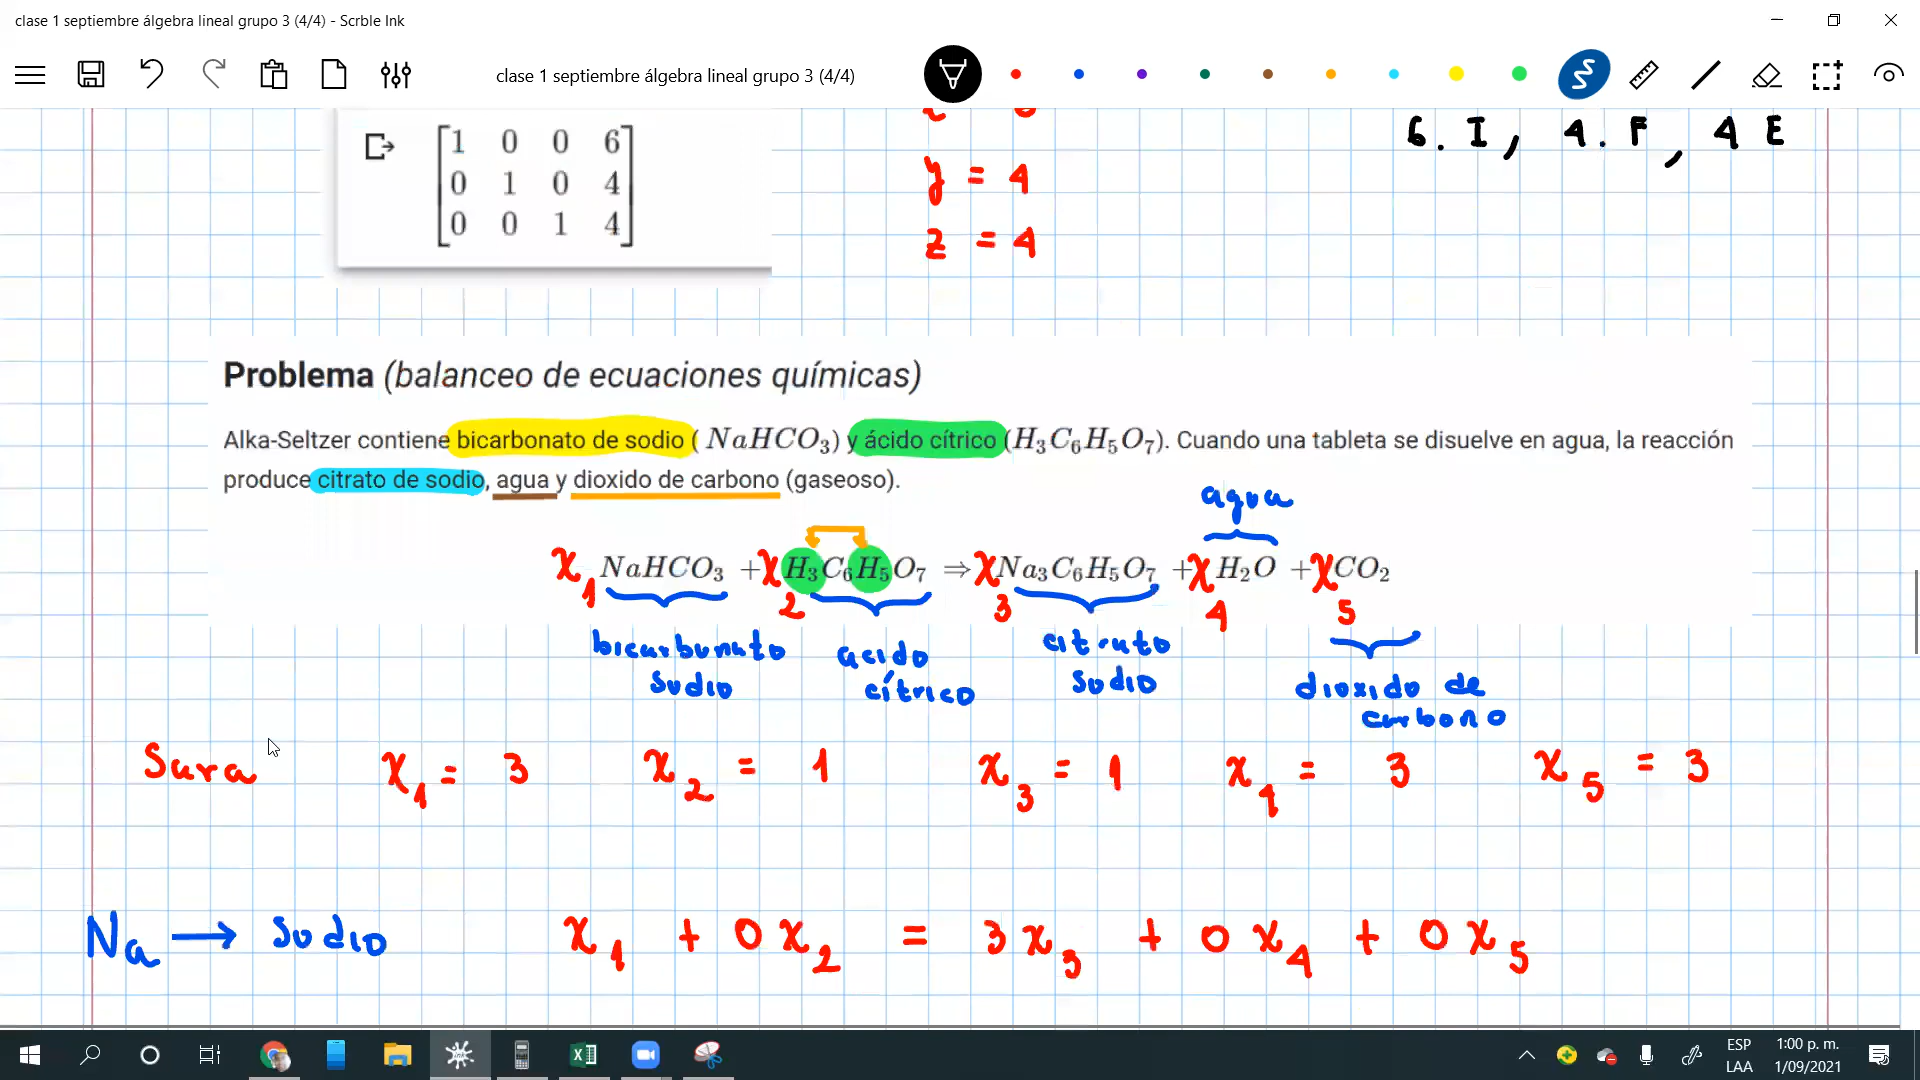 clase 1 septiembre álgebra lineal grupo 3 (4/4) - Scrble Ink
clase 1 septiembre álgebra lineal grupo 3 (4/4)
1 0 0 6
0 1 0 4
0 0 1 4
y = 4
z = 4
6. I, 4. F, 4 E
Problema (balanceo de ecuaciones químicas)
Alka-Seltzer contiene bicarbonato de sodio ( NaHCO₃) y ácido cítrico (H₃C₆H₅O₇). Cuando una tableta se disuelve en agua, la reacción
produce citrato de sodio, agua y dioxido de carbono (gaseoso).
agua
x₁ NaHCO₃ + x₂ H₃C₆H₅O₇ ⇒ x₃ Na₃C₆H₅O₇ + x₄ H₂O + x₅ CO₂
bicarbonato sodio
acido cítrico
citrato sodio
dioxido de carbono
Sara x₁ = 3 x₂ = 1 x₃ = 1 x₄ = 3 x₅ = 3
Na → sodio x₁ + 0x₂ = 3x₃ + 0x₄ + 0x₅
ESP
LAA
1:00 p. m.
1/09/2021